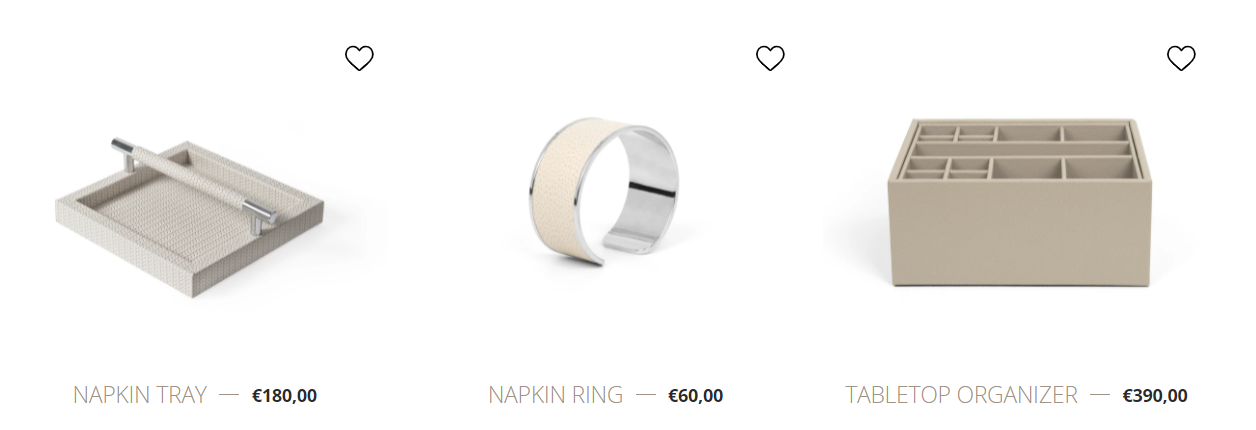 NAPKIN TRAY — €180,00
NAPKIN RING — €60,00
TABLETOP ORGANIZER — €390,00